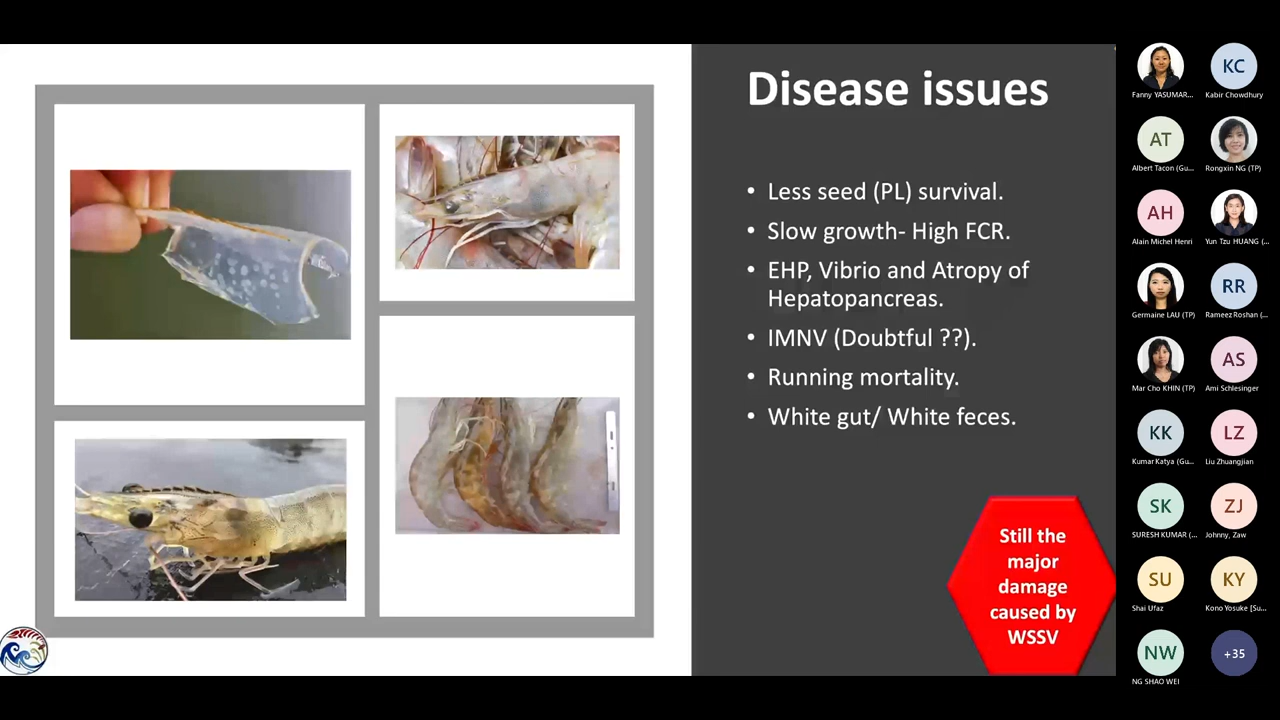 Disease issues
• Less seed (PL) survival.
• Slow growth- High FCR.
• EHP, Vibrio and Atropy of
Hepatopancreas.
• IMNV (Doubtful ??).
• Running mortality.
• White gut/ White feces.
Still the
major
damage
caused by
WSSV
Fanny YASUMAR...
KC
Kabir Chowdhury
AT
Albert Tacon (Gu...
Rongxin NG (TP)
AH
Alain Michel Henri
Yun Tzu HUANG (...
Germaine LAU (TP)
RR
Rameez Roshan (...
Mar Cho KHIN (TP)
AS
Ami Schlesinger
KK
Kumar Katya (Gu...
LZ
Liu Zhuangjian
SK
SURESH KUMAR (...
ZJ
Johnny, Zaw
SU
Shai Ufaz
KY
Kono Yosuke [Su...
NW
NG SHAO WEI
+35